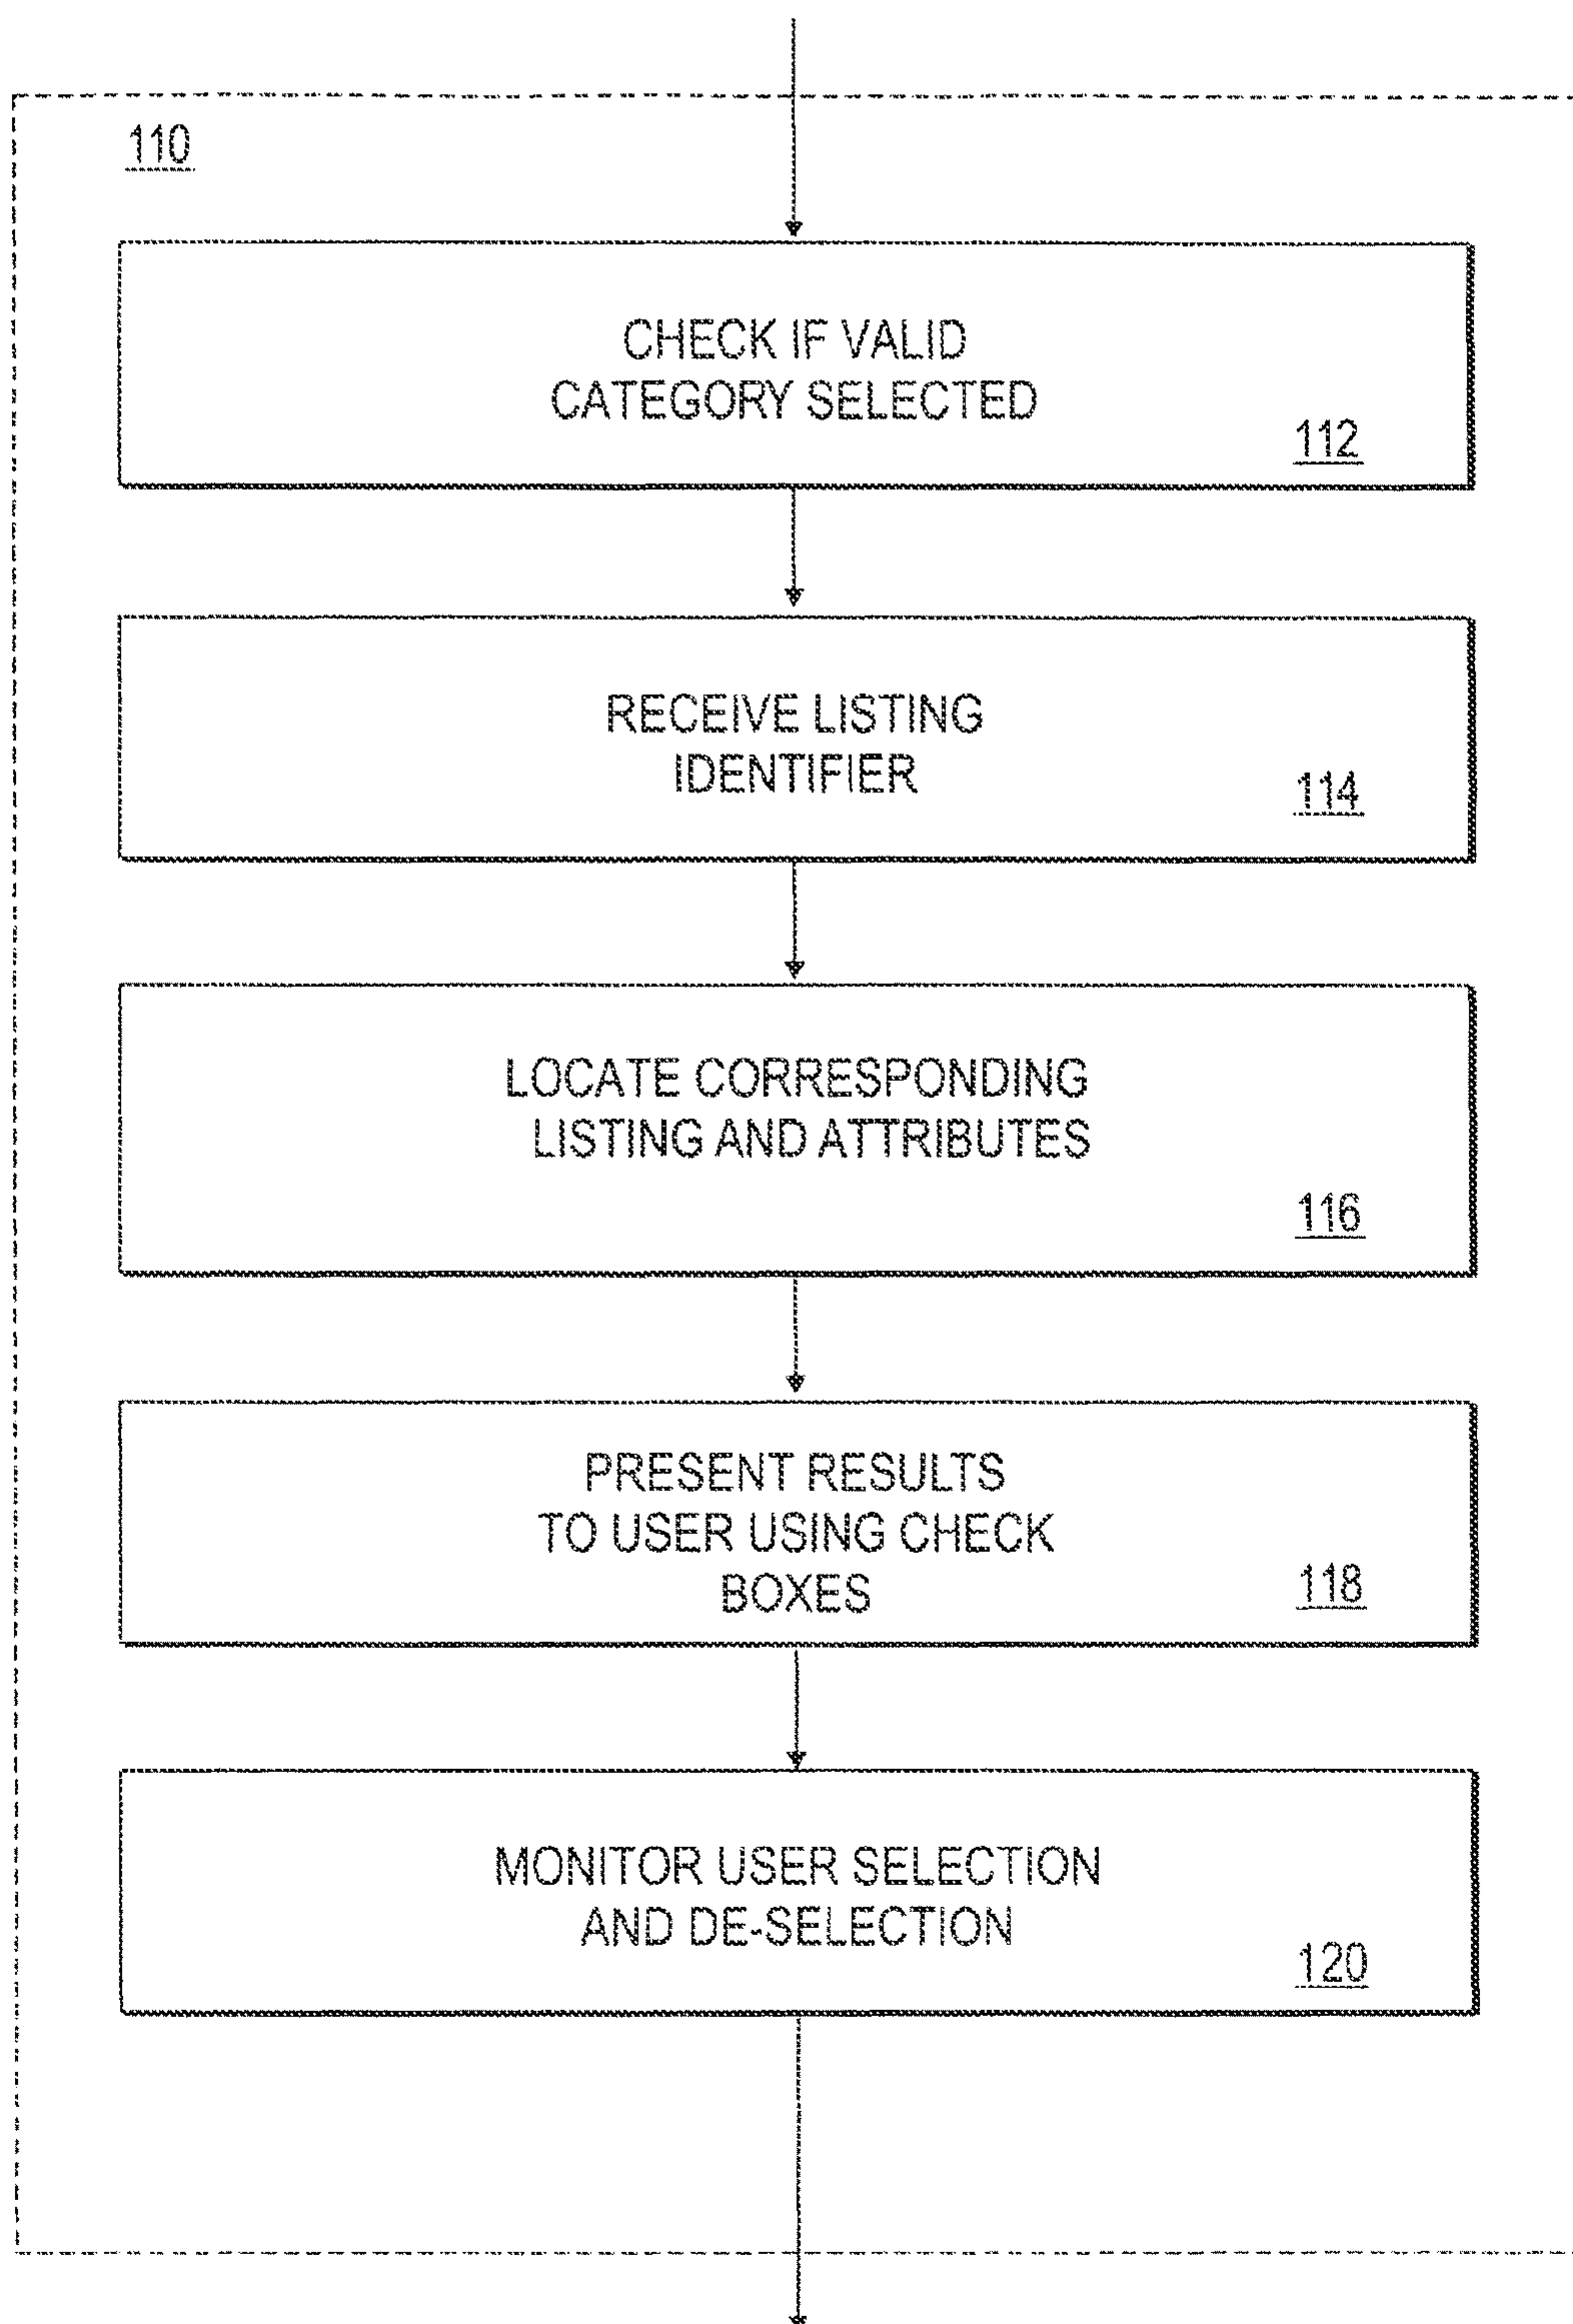 110
CHECK IF VALID
CATEGORY SELECTED
112
RECEIVE LISTING
IDENTIFIER
114
LOCATE CORRESPONDING
LISTING AND ATTRIBUTES
116
PRESENT RESULTS
TO USER USING CHECK
BOXES
118
MONITOR USER SELECTION
AND DE-SELECTION
120